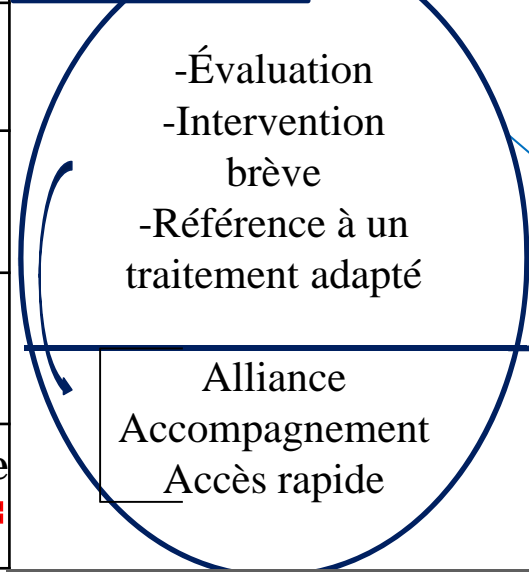 -Évaluation
-Intervention
brève
-Référence à un
traitement adapté
Alliance
Accompagnement
Accès rapide
e